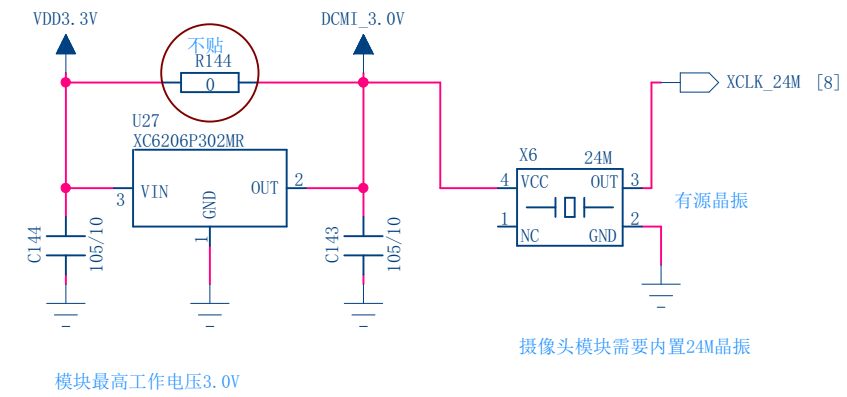 VDD3.3V
DCMI_3.0V
不贴
R144
0
XCLK_24M [8]
U27
XC6206P302MR
VIN
OUT
GND
3
2
1
X6
24M
4
VCC
OUT
3
1
NC
GND
2
有源晶振
C144
105/10
C143
105/10
摄像头模块需要内置24M晶振
模块最高工作电压3.0V